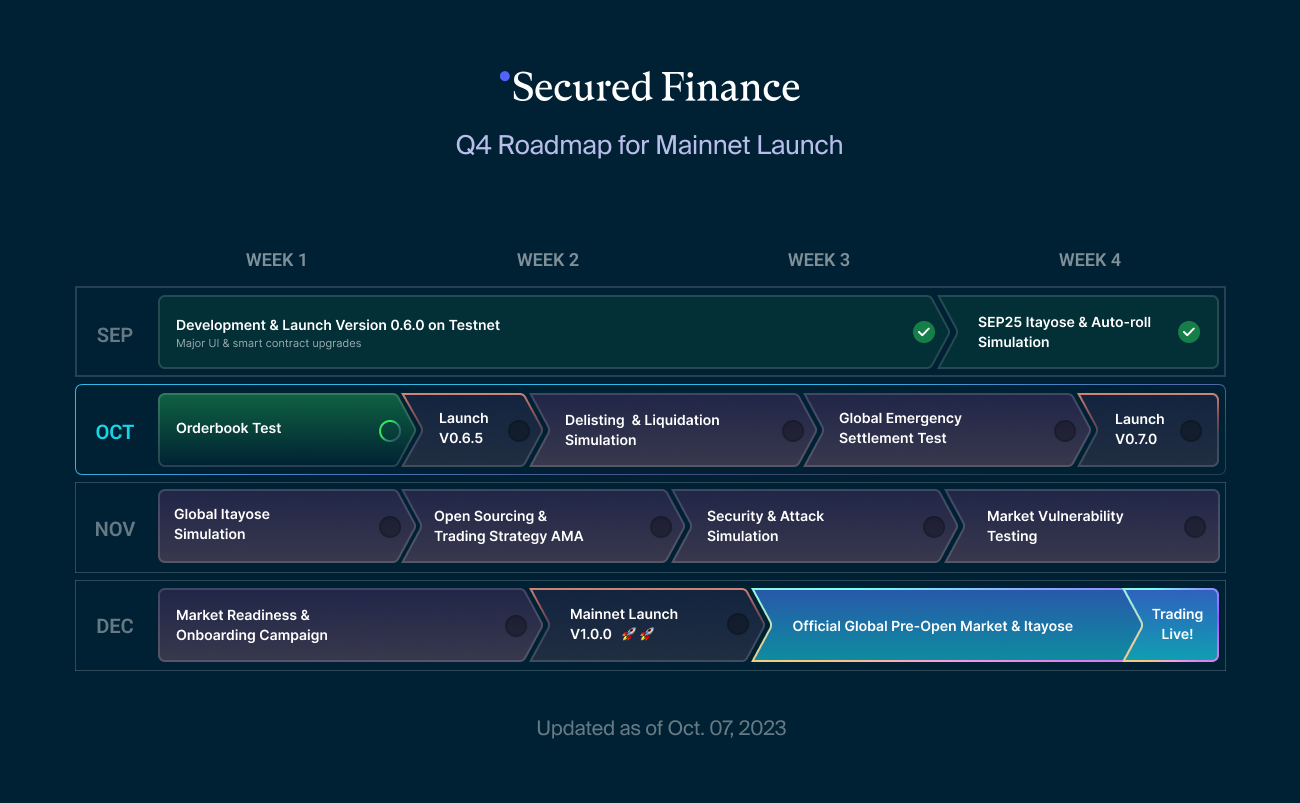 Secured Finance
Q4 Roadmap for Mainnet Launch
WEEK 1
WEEK 2
WEEK 3
WEEK 4
SEP
Development & Launch Version 0.6.0 on Testnet
Major UI & smart contract upgrades
SEP25 Itayose & Auto-roll
Simulation
OCT
Orderbook Test
Launch
V0.6.5
Delisting & Liquidation
Simulation
Global Emergency
Settlement Test
Launch
V0.7.0
NOV
Global Itayose
Simulation
Open Sourcing &
Trading Strategy AMA
Security & Attack
Simulation
Market Vulnerability
Testing
DEC
Market Readiness &
Onboarding Campaign
Mainnet Launch
V1.0.0 🚀 🚀
Official Global Pre-Open Market & Itayose
Trading
Live!
Updated as of Oct. 07, 2023